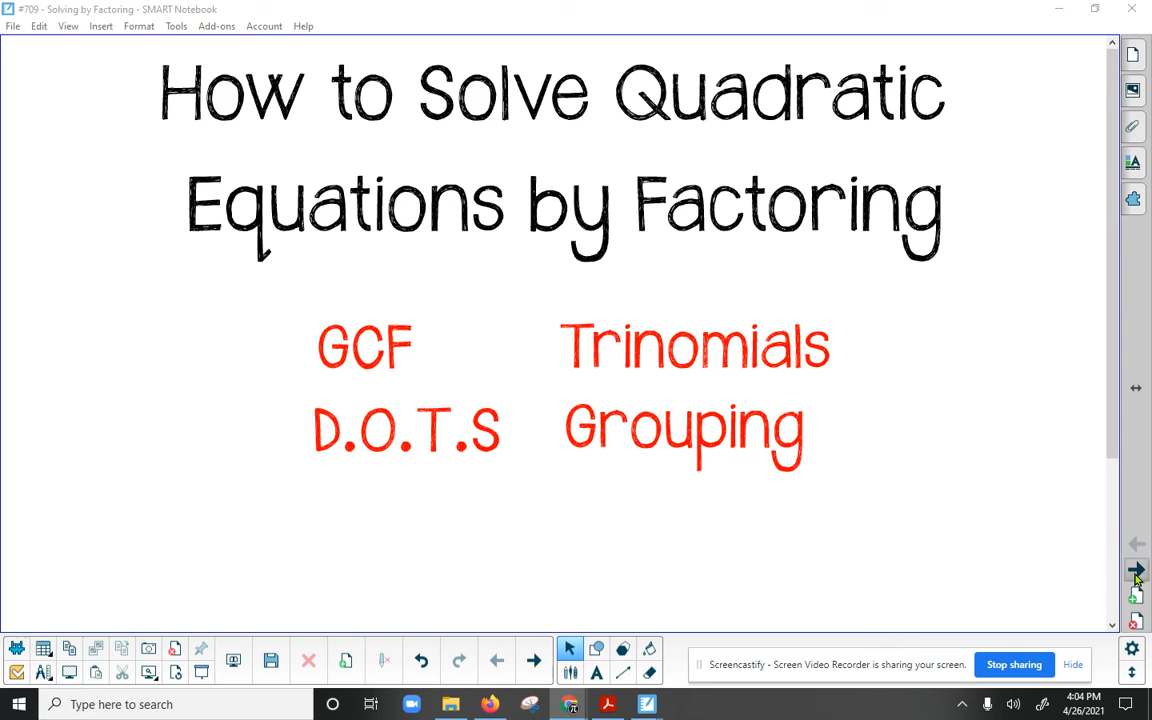 #709 - Solving by Factoring - SMART Notebook
File Edit View Insert Format Tools Add-ons Account Help
How to Solve Quadratic
Equations by Factoring
GCF Trinomials
D.O.T.S Grouping
Screencastify - Screen Video Recorder is sharing your screen. Stop sharing Hide
Type here to search
4:04 PM
4/26/2021